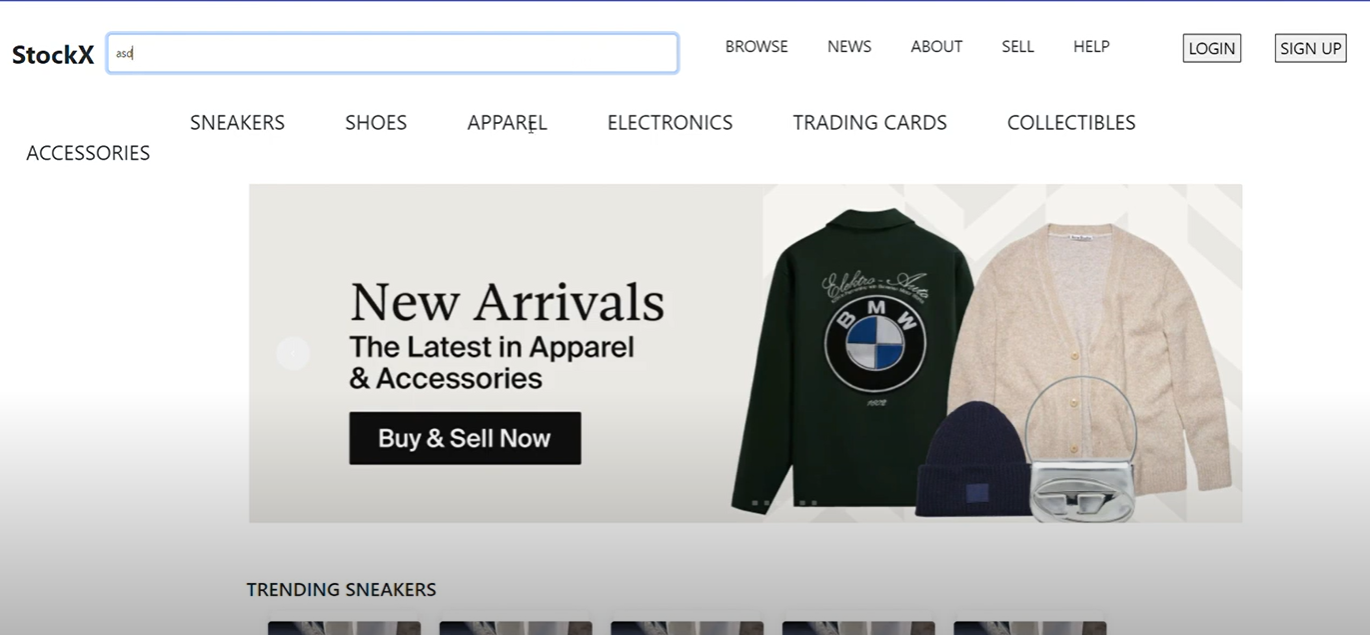 StockX
asd
BROWSE NEWS ABOUT SELL HELP
LOGIN SIGN UP
SNEAKERS SHOES APPAREL ELECTRONICS TRADING CARDS COLLECTIBLES
ACCESSORIES
New Arrivals
The Latest in Apparel
& Accessories
Buy & Sell Now
Elektro - Auto
BMW
TRENDING SNEAKERS